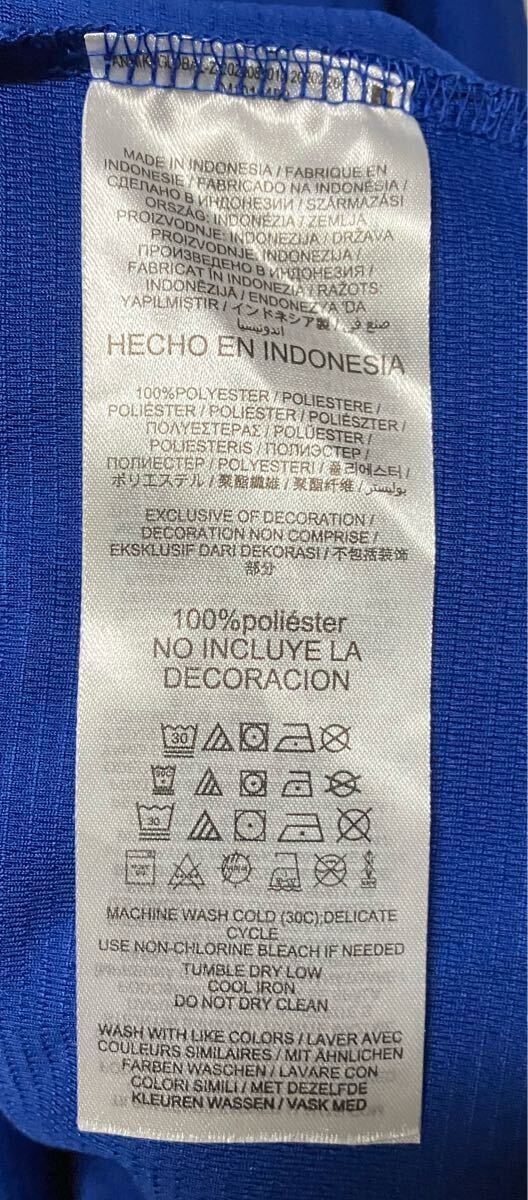 MADE IN INDONESIA / FABRIQUE EN
INDONESIE / FABRICADO NA INDONÉSIA /
СДЕЛАНО В ИНДОНЕЗИИ / SZÁRMAZÁSI
ORSZÁG: INDONÉZIA / ZEMLJA
PROIZVODNJE: INDONEZIJA / DRŽAVA
PROIZVODNJE: INDONEZIJA /
ПРОИЗВЕДЕНО В ИНДОНЕЗИЯ /
FABRICAT ÎN INDONEZIA / RAŽOTS:
INDONĒZIJĀ / ENDONEZYA'DA
YAPILMIŞTIR / インドネシア製 / صنع في
اندونيسيا
HECHO EN INDONESIA
100%POLYESTER / POLIESTERE /
POLIÉSTER / POLIÉSTER / POLIÉSZTER /
ΠΟΛΥΕΣΤΕΡΑΣ / POLÜESTER /
POLIESTERIS / ПОЛИЭСТЕР /
ПОЛИЕСТЕР / POLYESTERI / 폴리에스터 /
ポリエステル / 聚酯纖維 / 聚酯纤维 / بوليستر
EXCLUSIVE OF DECORATION /
DECORATION NON COMPRISE /
EKSKLUSIF DARI DEKORASI / 不包括装饰
部分
100%poliéster
NO INCLUYE LA
DECORACION
30
30
MACHINE WASH COLD (30C);DELICATE
CYCLE
USE NON-CHLORINE BLEACH IF NEEDED
TUMBLE DRY LOW
COOL IRON
DO NOT DRY CLEAN
WASH WITH LIKE COLORS / LAVER AVEC
COULEURS SIMILAIRES / MIT ÄHNLICHEN
FARBEN WASCHEN / LAVARE CON
COLORI SIMILI / MET DEZELFDE
KLEUREN WASSEN / VASK MED